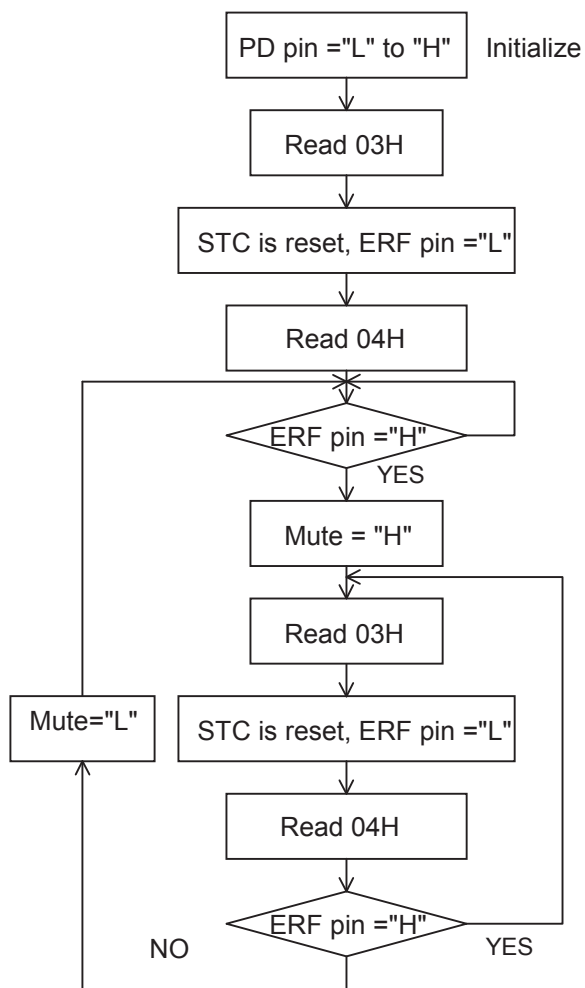 PD pin ="L" to "H"
Initialize
Read 03H
STC is reset, ERF pin ="L"
Read 04H
ERF pin ="H"
YES
Mute = "H"
Read 03H
Mute="L"
STC is reset, ERF pin ="L"
Read 04H
ERF pin ="H"
NO
YES